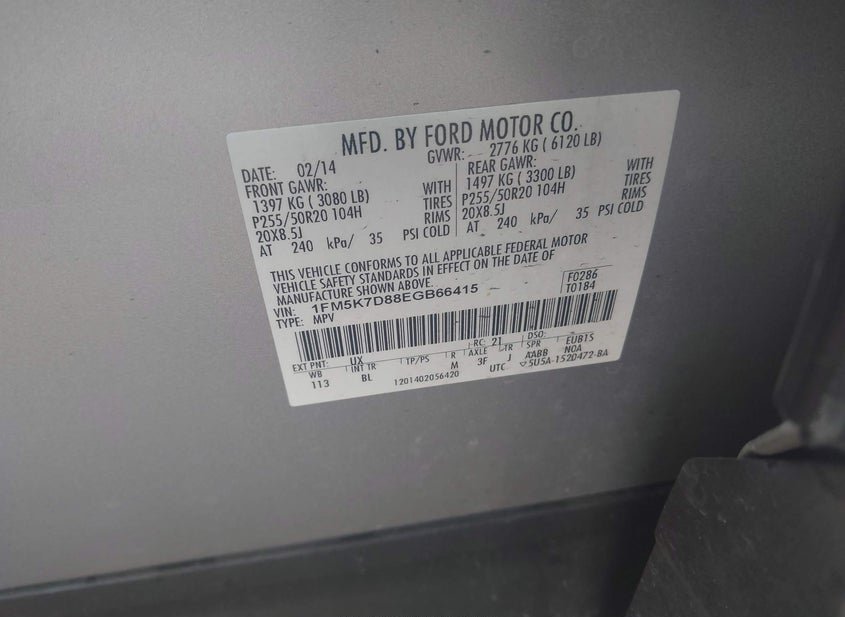 MFD. BY FORD MOTOR CO.
DATE: 02/14 GVWR: 2776 KG ( 6120 LB)
FRONT GAWR: REAR GAWR:
1397 KG ( 3080 LB) WITH 1497 KG ( 3300 LB) WITH
P255/50R20 104H TIRES P255/50R20 104H TIRES
20X8.5J RIMS 20X8.5J RIMS
AT 240 kPa/ 35 PSI COLD AT 240 kPa/ 35 PSI COLD
THIS VEHICLE CONFORMS TO ALL APPLICABLE FEDERAL MOTOR
VEHICLE SAFETY STANDARDS IN EFFECT ON THE DATE OF
MANUFACTURE SHOWN ABOVE.
VIN: 1FM5K7D88EGB66415 F0286
TYPE: MPV T0184
EXT PNT: UX RC: 21 DSO:
WB INT TR TP/PS R AXLE TR SPR EUBTS
113 BL M 3F J AABB NOA
1201402056420 UTC 5U5A-1520472-BA